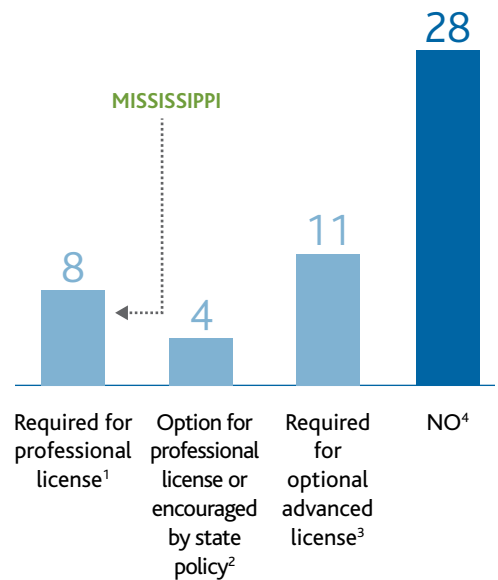 28
MISSISSIPPI
11
8
4
Required for
professional
license¹
Option for
professional
license or
encouraged
by state
policy²
Required
for
optional
advanced
license³
NO⁴